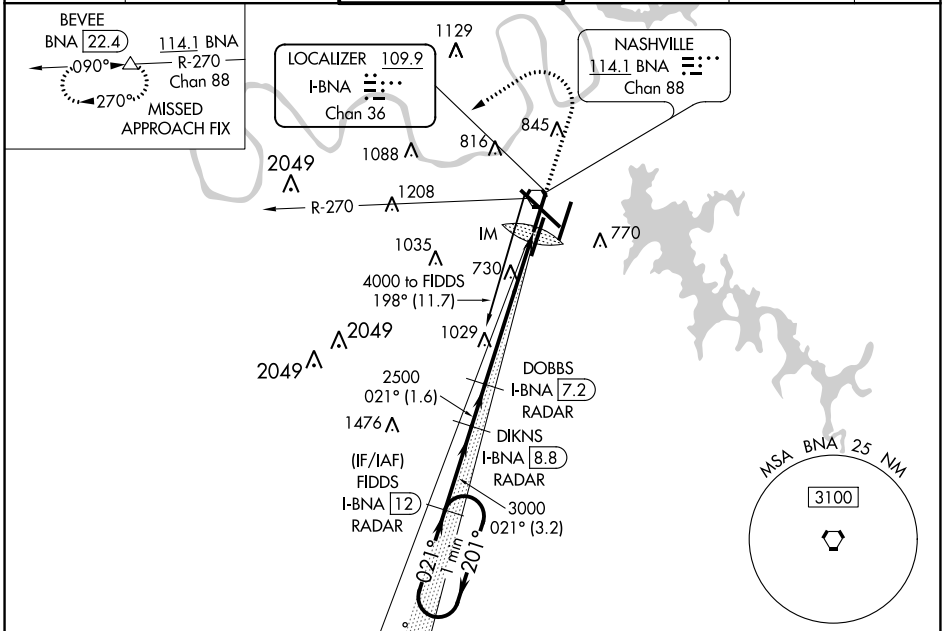 BEVEE
BNA 22.4
114.1 BNA
090°
R-270
Chan 88
270°
MISSED
APPROACH FIX
LOCALIZER 109.9
I-BNA
Chan 36
1129
NASHVILLE
114.1 BNA
Chan 88
845
816
1088
2049
1208
R-270
IM
770
1035
730
4000 to FIDDS
198° (11.7)
1029
2049
2049
DOBBS
I-BNA 7.2
RADAR
2500
021° (1.6)
1476
DIKNS
I-BNA 8.8
RADAR
(IF/IAF)
FIDDS
I-BNA 12
RADAR
3000
021° (3.2)
021°
1 min
201°
MSA BNA 25 NM
3100